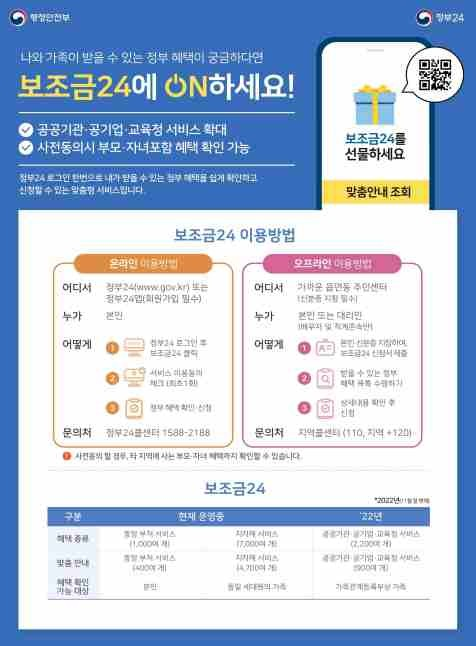 행정안전부
정부24
나와 가족이 받을 수 있는 정부 혜택이 궁금하다면
보조금24에 ON하세요!
공공기관·공기업·교육청 서비스 확대
사전동의시 부모·자녀포함 혜택 확인 가능
정부24 로그인 한번으로 내가 받을 수 있는 정부 혜택을 쉽게 확인하고
신청할 수 있는 맞춤형 서비스입니다.
보조금24를
선물하세요
맞춤안내 조회
보조금24 이용방법
온라인 이용방법
어디서 정부24(www.gov.kr) 또는
정부24앱(회원가입 필수)
누가 본인
어떻게
1 정부24 로그인 후
보조금24 클릭
2 서비스 이용동의
체크 (최초1회)
3 정부 혜택 확인·신청
문의처 정부24콜센터 1588-2188
오프라인 이용방법
어디서 가까운 읍면동 주민센터
(신분증 지참 필수)
누가 본인 또는 대리인
(배우자 및 직계존속만)
어떻게
1 본인 신분증 지참하여,
보조금24 신청서 제출
2 받을 수 있는 정부
혜택 목록 수령하기
3 상세내용 확인 후
신청
문의처 지역콜센터 (110, 지역 +120)
사전동의 할 경우, 타 지역에 사는 부모·자녀 혜택까지 확인할 수 있습니다.
보조금24
*2022년
구분 현재 운영중 '22년
혜택 종류 중앙 부처 서비스 지자체 서비스 공공기관·공기업·교육청 서비스
(1,000여 개) (7,000여 개) (2,200여 개)
맞춤 안내 중앙 부처 서비스 지자체 서비스 공공기관·공기업·교육청 서비스
(400여 개) (4,700여 개) (900여 개)
혜택 확인
가능 대상 본인 동일 세대원의 가족 가족관계등록부상 가족